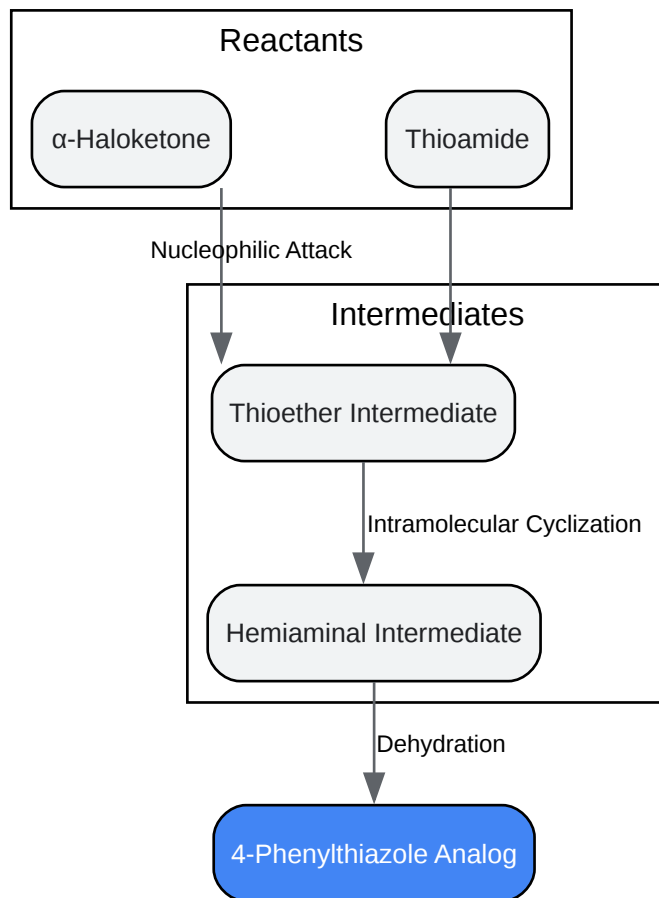 Reactants
α-Haloketone
Thioamide
Nucleophilic Attack
Intermediates
Thioether Intermediate
Intramolecular Cyclization
Hemiaminal Intermediate
Dehydration
4-Phenylthiazole Analog